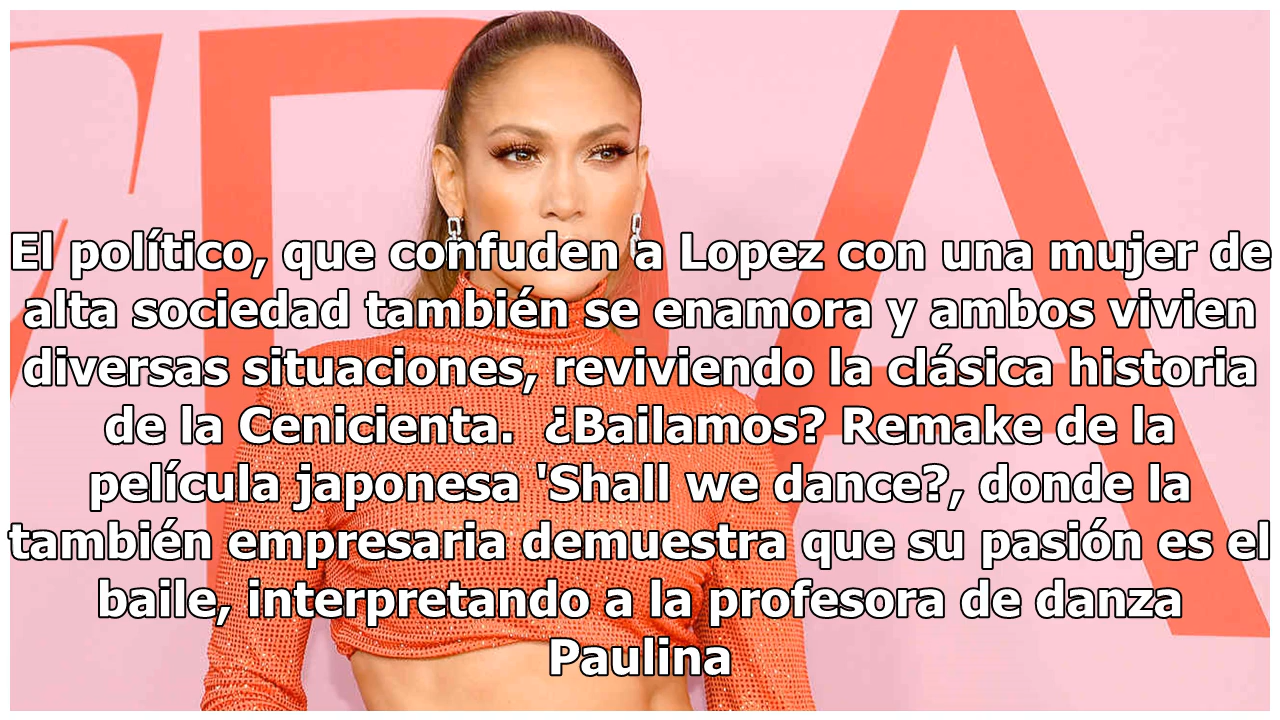 El político, que confuden a Lopez con una mujer de
alta sociedad también se enamora y ambos vivien
diversas situaciones, reviviendo la clásica historia
de la Cenicienta.  ¿Bailamos? Remake de la
película japonesa 'Shall we dance?, donde la
también empresaria demuestra que su pasión es el
baile, interpretando a la profesora de danza
Paulina